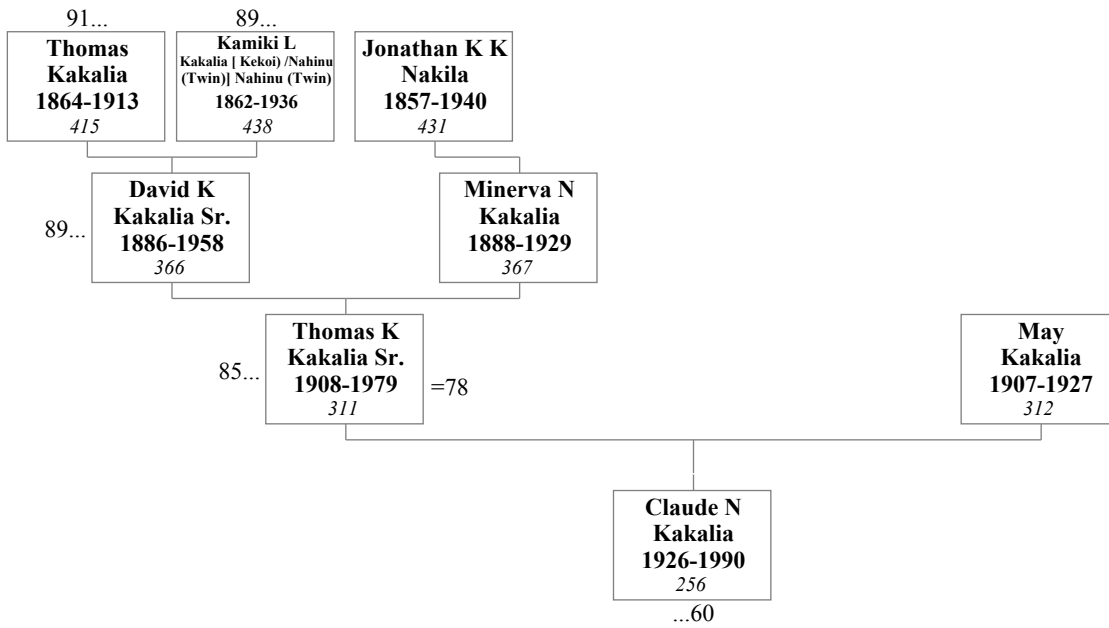 91...
89...
Thomas
Kakalia
1864-1913
415
Kamiki L
Kakalia [ Kekoi) /Nahinu
(Twin)] Nahinu (Twin)
1862-1936
438
Jonathan K K
Nakila
1857-1940
431
89...
David K
Kakalia Sr.
1886-1958
366
Minerva N
Kakalia
1888-1929
367
85...
Thomas K
Kakalia Sr.
1908-1979
311
=78
May
Kakalia
1907-1927
312
Claude N
Kakalia
1926-1990
256
...60